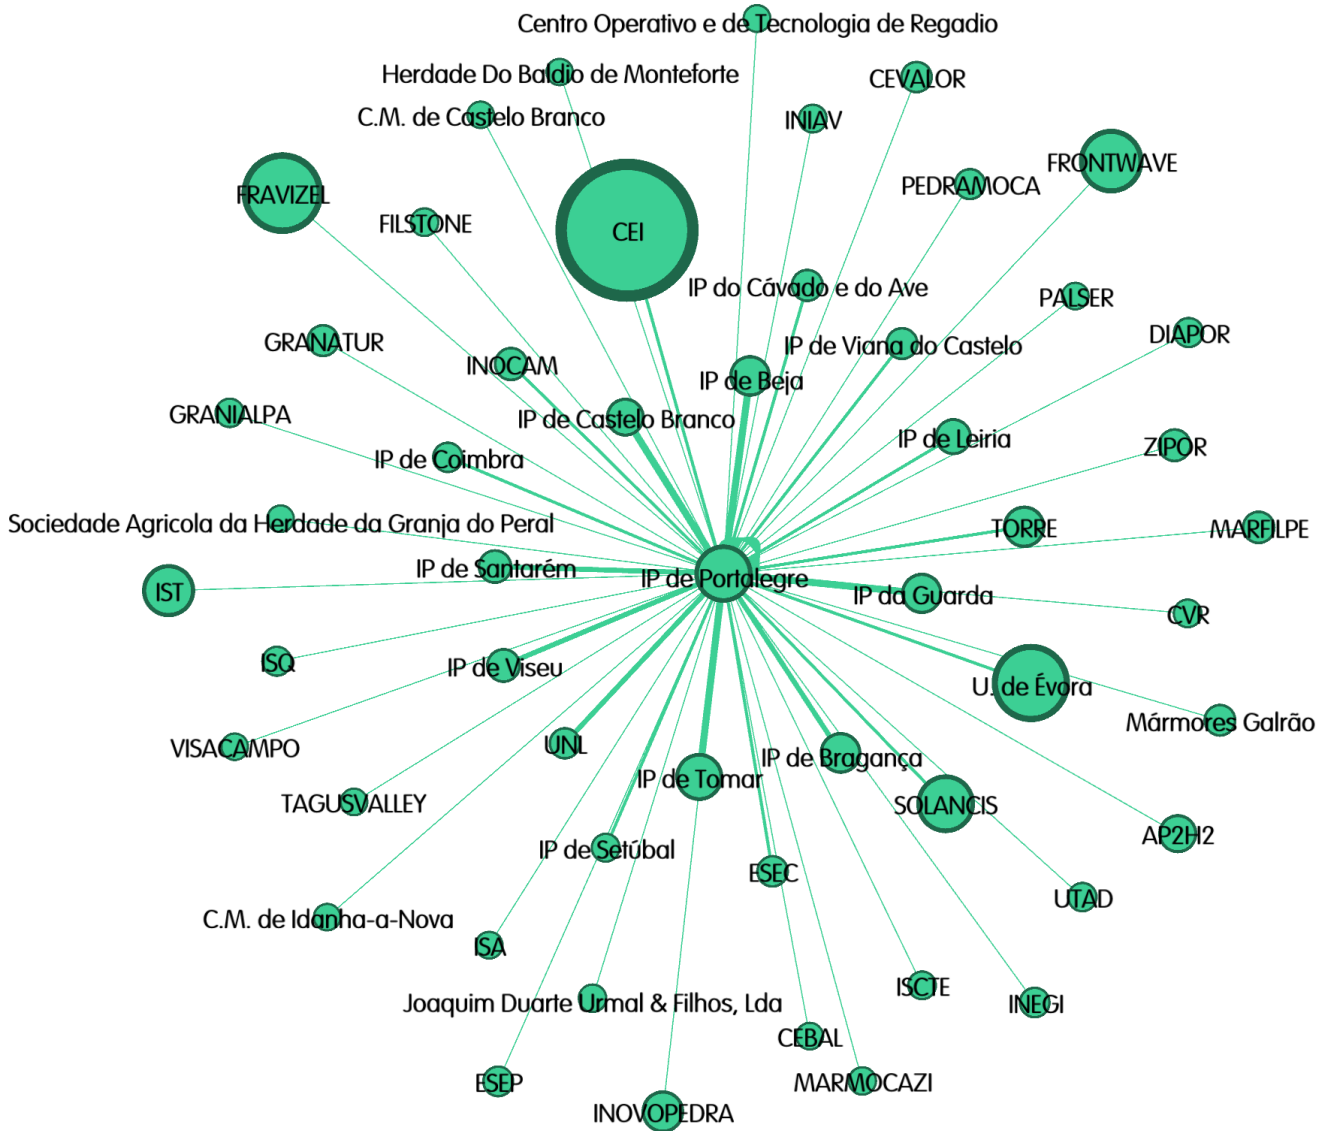 Centro Operativo e de Tecnologia de Regadio
Herdade Do Baldio de Monteforte
CEVALOR
C.M. de Castelo Branco
INIAV
FRONTWAVE
PEDRAMOCA
FRAVIZEL
FILSTONE
CEI
IP do Cávado e do Ave
PALSER
DIAPOR
GRANATUR
IP de Viana do Castelo
INOCAM
IP de Beja
GRANIALPA
IP de Castelo Branco
IP de Leiria
ZIPOR
IP de Coimbra
Sociedade Agricola da Herdade da Granja do Peral
TORRE
MARFILPE
IP de Santarém
IP de Portalegre
IST
IP da Guarda
CVR
ISQ
IP de Viseu
U. de Évora
Mármores Galrão
VISACAMPO
UNL
IP de Bragança
IP de Tomar
TAGUSVALLEY
SOLANCIS
AP2H2
IP de Setúbal
ESEC
UTAD
C.M. de Idanha-a-Nova
ISA
ISCTE
Joaquim Duarte Urmal & Filhos, Lda
INEGI
CEBAL
ESEP
MARMOCAZI
INOVOPEDRA